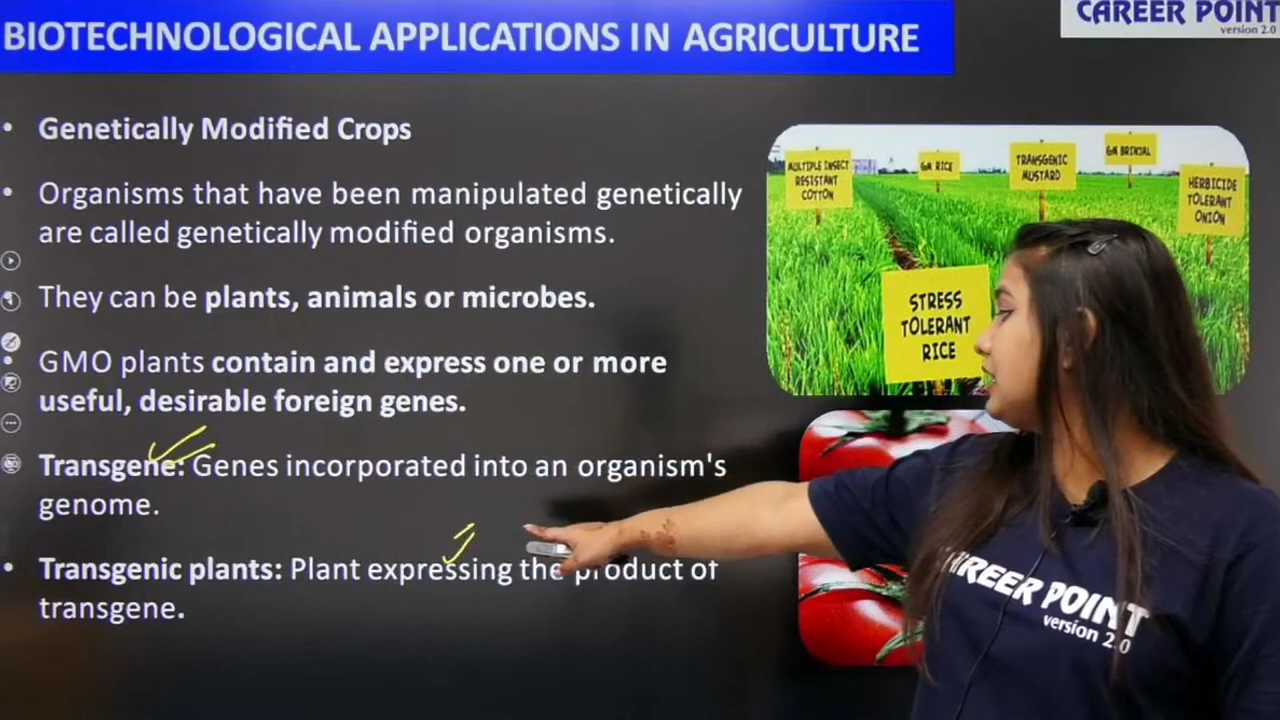 BIOTECHNOLOGICAL APPLICATIONS IN AGRICULTURE
CAREER POINT
version 2.0
• Genetically Modified Crops
• Organisms that have been manipulated genetically
are called genetically modified organisms.
• They can be plants, animals or microbes.
• GMO plants contain and express one or more
useful, desirable foreign genes.
Transgene: Genes incorporated into an organism's
genome.
• Transgenic plants: Plant expressing the product of
transgene.
MULTIPLE INSECT
RESISTANT
COTTON
GM RICE
TRANSGENIC
MUSTARD
GM BRINJAL
HERBICIDE
TOLERANT
ONION
STRESS
TOLERANT
RICE
CAREER POINT
version 2.0